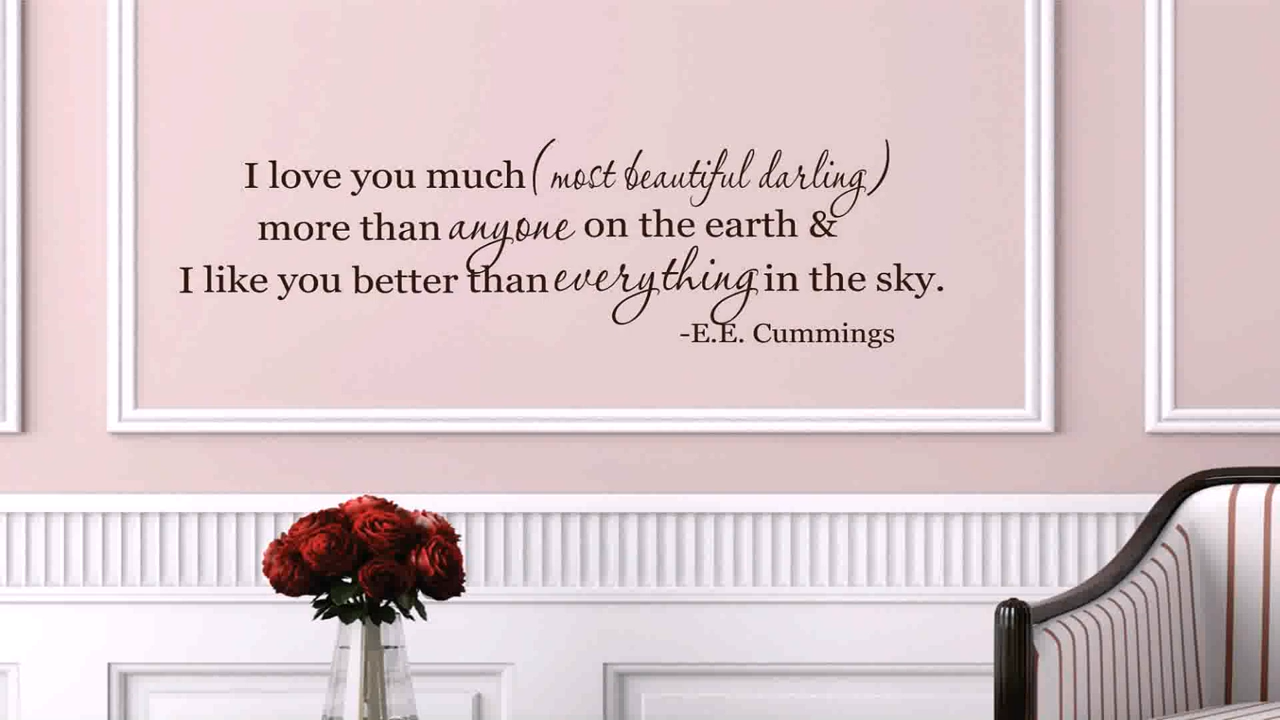 I love you much (most beautiful darling)
more than anyone on the earth &
I like you better than everything in the sky.
-E.E. Cummings